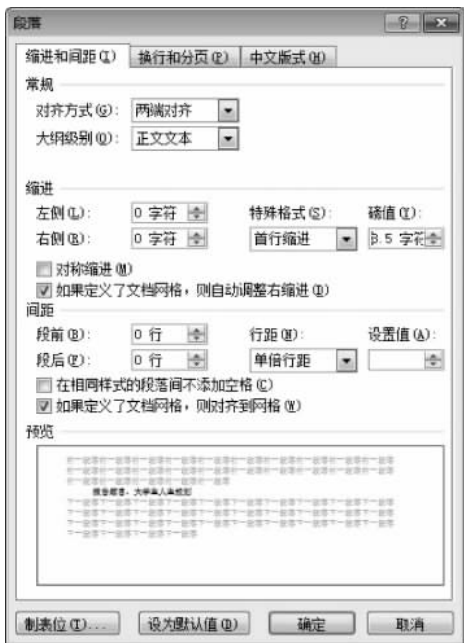 段落
缩进和间距(I) 换行和分页(P) 中文版式(H)
常规
对齐方式(G): 两端对齐
大纲级别(O): 正文文本
缩进
左侧(L): 0 字符 特殊格式(S): 磅值(Y):
右侧(R): 0 字符 首行缩进 3.5 字符
对称缩进(M)
如果定义了文档网格，则自动调整右缩进(D)
间距
段前(B): 0 行 行距(N): 设置值(A):
段后(F): 0 行 单倍行距
在相同样式的段落间不添加空格(C)
如果定义了文档网格，则对齐到网格(W)
预览
制表位(T)... 设为默认值(D) 确定 取消